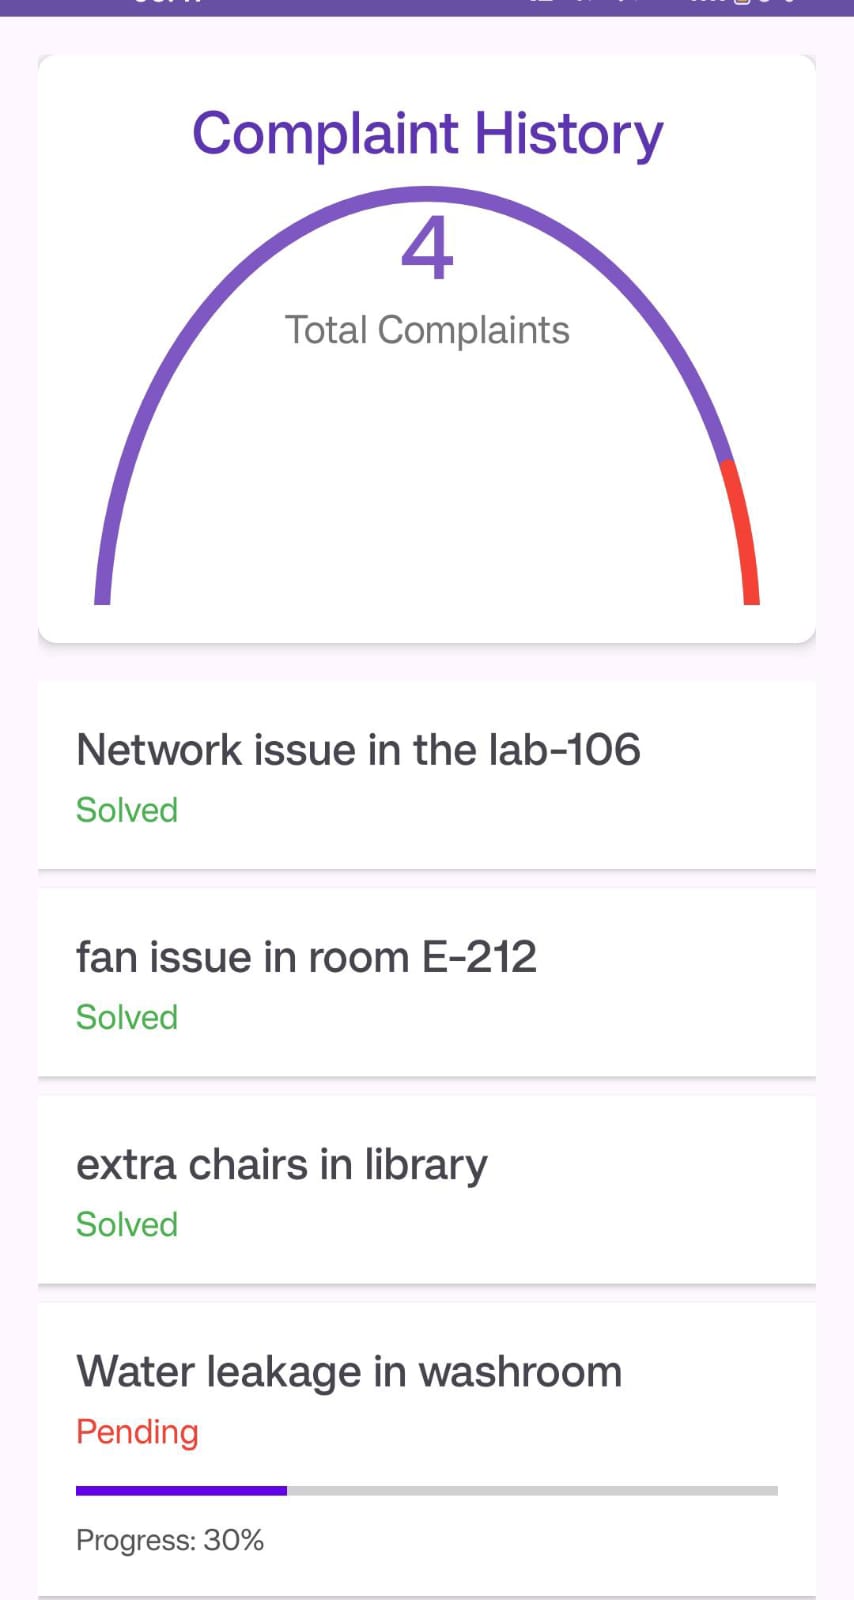 Complaint History
4
Total Complaints
Network issue in the lab-106
Solved
fan issue in room E-212
Solved
extra chairs in library
Solved
Water leakage in washroom
Pending
Progress: 30%